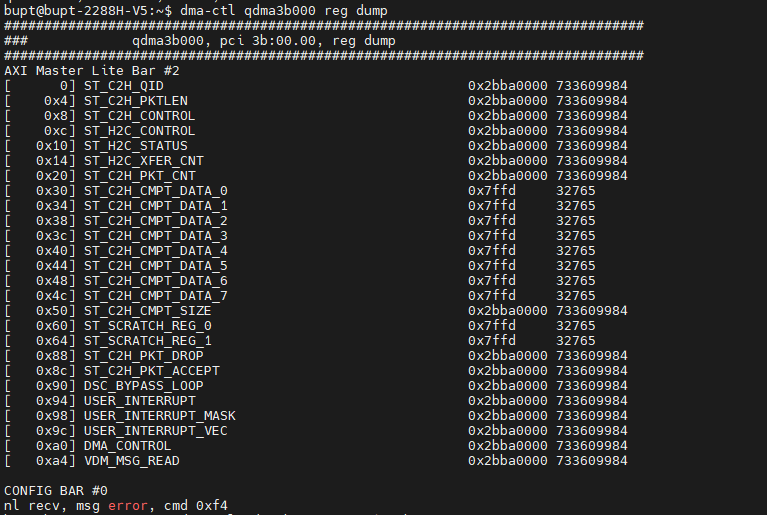 bupt@bupt-2288H-V5:~$ dma-ctl qdma3b000 reg dump
################################################################################
###             qdma3b000, pci 3b:00.00, reg dump
################################################################################
AXI Master Lite Bar #2
[      0] ST_C2H_QID                                      0x2bba0000 733609984
[    0x4] ST_C2H_PKTLEN                                   0x2bba0000 733609984
[    0x8] ST_C2H_CONTROL                                  0x2bba0000 733609984
[    0xc] ST_H2C_CONTROL                                  0x2bba0000 733609984
[   0x10] ST_H2C_STATUS                                   0x2bba0000 733609984
[   0x14] ST_H2C_XFER_CNT                                 0x2bba0000 733609984
[   0x20] ST_C2H_PKT_CNT                                  0x2bba0000 733609984
[   0x30] ST_C2H_CMPT_DATA_0                              0x7ffd     32765
[   0x34] ST_C2H_CMPT_DATA_1                              0x7ffd     32765
[   0x38] ST_C2H_CMPT_DATA_2                              0x7ffd     32765
[   0x3c] ST_C2H_CMPT_DATA_3                              0x7ffd     32765
[   0x40] ST_C2H_CMPT_DATA_4                              0x7ffd     32765
[   0x44] ST_C2H_CMPT_DATA_5                              0x7ffd     32765
[   0x48] ST_C2H_CMPT_DATA_6                              0x7ffd     32765
[   0x4c] ST_C2H_CMPT_DATA_7                              0x7ffd     32765
[   0x50] ST_C2H_CMPT_SIZE                                0x2bba0000 733609984
[   0x60] ST_SCRATCH_REG_0                                0x7ffd     32765
[   0x64] ST_SCRATCH_REG_1                                0x7ffd     32765
[   0x88] ST_C2H_PKT_DROP                                 0x2bba0000 733609984
[   0x8c] ST_C2H_PKT_ACCEPT                               0x2bba0000 733609984
[   0x90] DSC_BYPASS_LOOP                                 0x2bba0000 733609984
[   0x94] USER_INTERRUPT                                  0x2bba0000 733609984
[   0x98] USER_INTERRUPT_MASK                             0x2bba0000 733609984
[   0x9c] USER_INTERRUPT_VEC                              0x2bba0000 733609984
[   0xa0] DMA_CONTROL                                     0x2bba0000 733609984
[   0xa4] VDM_MSG_READ                                    0x2bba0000 733609984
CONFIG BAR #0
nl recv, msg error, cmd 0xf4